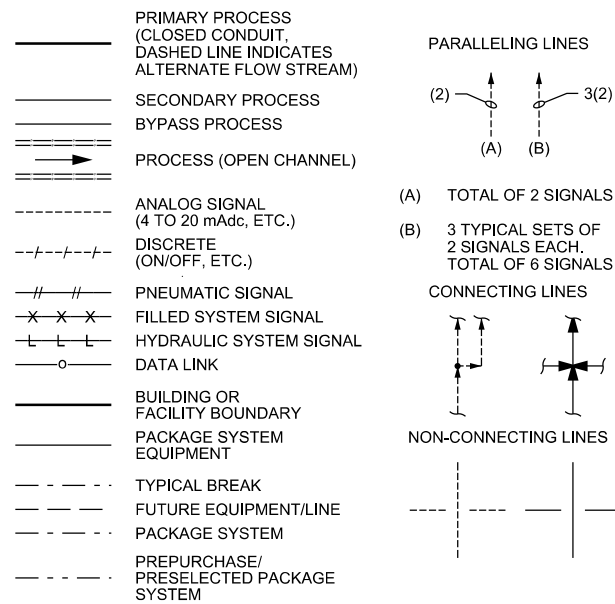 PRIMARY PROCESS
(CLOSED CONDUIT,
DASHED LINE INDICATES
ALTERNATE FLOW STREAM)
SECONDARY PROCESS
BYPASS PROCESS
PROCESS (OPEN CHANNEL)
ANALOG SIGNAL
(4 TO 20 mAdc, ETC.)
DISCRETE
(ON/OFF, ETC.)
PNEUMATIC SIGNAL
X X X FILLED SYSTEM SIGNAL
L L L HYDRAULIC SYSTEM SIGNAL
DATA LINK
BUILDING OR
FACILITY BOUNDARY
PACKAGE SYSTEM
EQUIPMENT
TYPICAL BREAK
FUTURE EQUIPMENT/LINE
PACKAGE SYSTEM
PREPURCHASE/
PRESELECTED PACKAGE
SYSTEM
PARALLELING LINES
(2) 3(2)
(A) (B)
(A) TOTAL OF 2 SIGNALS
(B) 3 TYPICAL SETS OF
2 SIGNALS EACH.
TOTAL OF 6 SIGNALS
CONNECTING LINES
NON-CONNECTING LINES